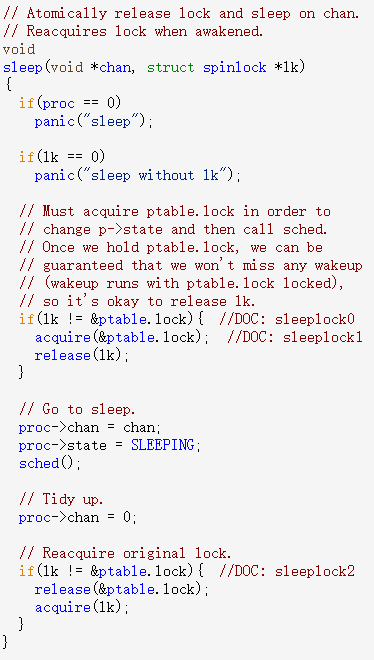 // Atomically release lock and sleep on chan.
// Reacquires lock when awakened.
void
sleep(void *chan, struct spinlock *lk)
{
  if(proc == 0)
    panic("sleep");

  if(lk == 0)
    panic("sleep without lk");

  // Must acquire ptable.lock in order to
  // change p->state and then call sched.
  // Once we hold ptable.lock, we can be
  // guaranteed that we won't miss any wakeup
  // (wakeup runs with ptable.lock locked),
  // so it's okay to release lk.
  if(lk != &ptable.lock){  //DOC: sleeplock0
    acquire(&ptable.lock);  //DOC: sleeplock1
    release(lk);
  }

  // Go to sleep.
  proc->chan = chan;
  proc->state = SLEEPING;
  sched();

  // Tidy up.
  proc->chan = 0;

  // Reacquire original lock.
  if(lk != &ptable.lock){  //DOC: sleeplock2
    release(&ptable.lock);
    acquire(lk);
  }
}